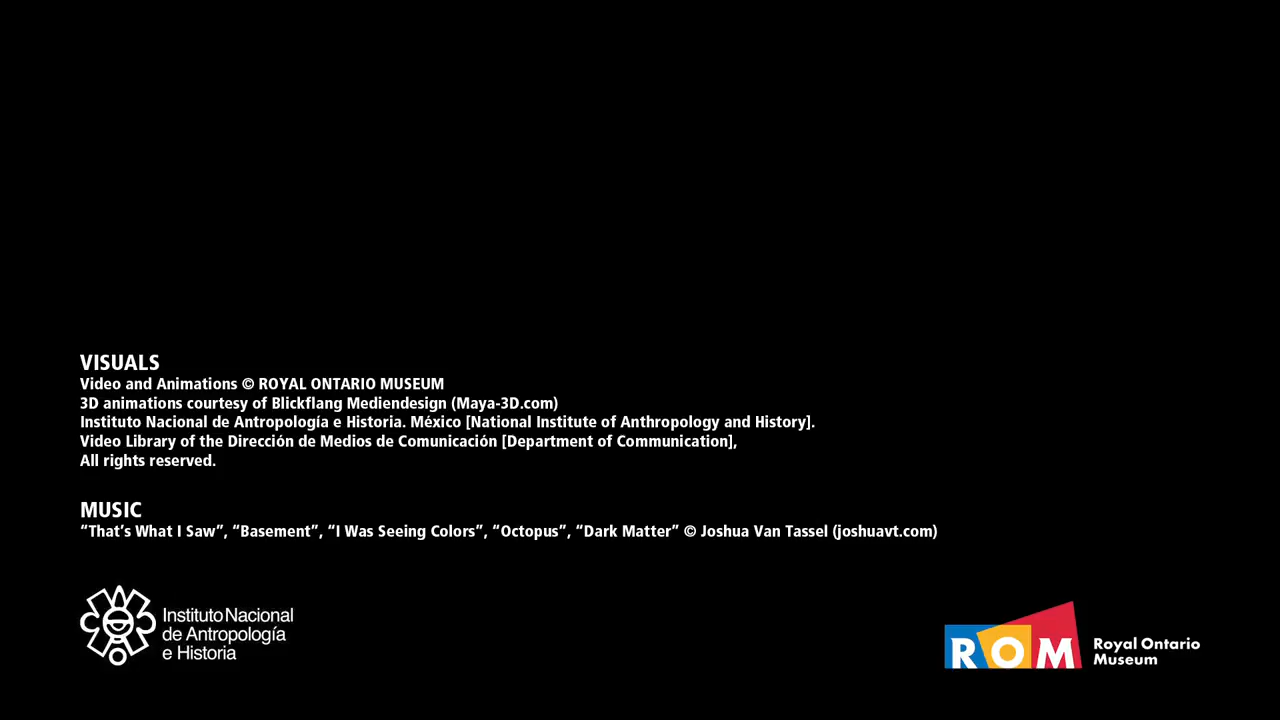 VISUALS
Video and Animations © ROYAL ONTARIO MUSEUM
3D animations courtesy of Blickflang Mediendesign (Maya-3D.com)
Instituto Nacional de Antropología e Historia. México [National Institute of Anthropology and History].
Video Library of the Dirección de Medios de Comunicación [Department of Communication],
All rights reserved.
MUSIC
“That’s What I Saw”, “Basement”, “I Was Seeing Colors”, “Octopus”, “Dark Matter” © Joshua Van Tassel (joshuavt.com)
Instituto Nacional
de Antropología
e Historia
ROM
Royal Ontario
Museum